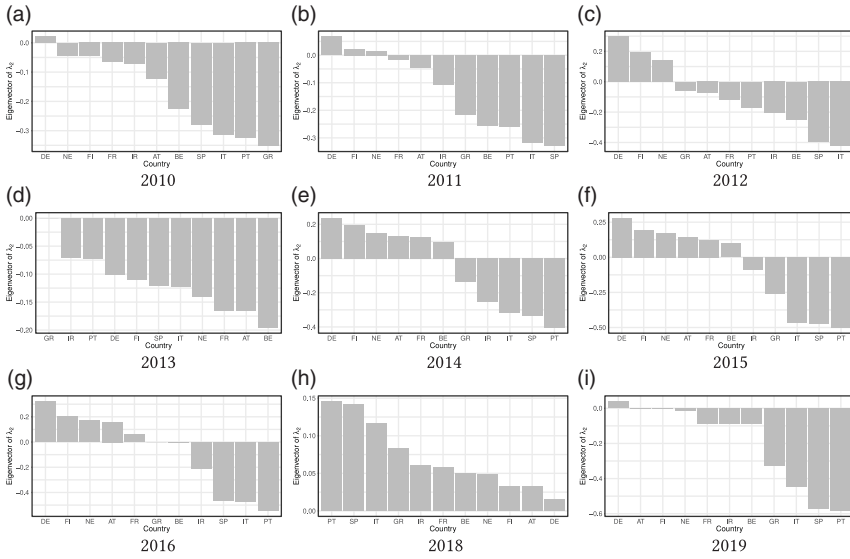 (a)
Eigenvector of λ₂
0.0
−0.1
−0.2
−0.3
DE NE FI FR IR AT BE SP IT PT GR
Country
2010
(b)
Eigenvector of λ₂
0.0
−0.1
−0.2
−0.3
DE FI NE FR AT IR GR BE PT IT SP
Country
2011
(c)
Eigenvector of λ₂
0.2
0.0
−0.2
−0.4
DE FI NE GR AT FR PT IR BE SP IT
Country
2012
(d)
Eigenvector of λ₂
0.00
−0.05
−0.10
−0.15
−0.20
GR IR PT DE FI SP IT NE FR AT BE
Country
2013
(e)
Eigenvector of λ₂
0.2
0.0
−0.2
−0.4
DE FI NE AT FR BE GR IR IT SP PT
Country
2014
(f)
Eigenvector of λ₂
0.25
0.00
−0.25
−0.50
DE FI NE AT FR BE IR GR IT SP PT
Country
2015
(g)
Eigenvector of λ₂
0.2
0.0
−0.2
−0.4
DE FI NE AT FR GR BE IR SP IT PT
Country
2016
(h)
Eigenvector of λ₂
0.15
0.10
0.05
0.00
PT SP IT GR IR FR BE NE FI AT DE
Country
2018
(i)
Eigenvector of λ₂
0.0
−0.2
−0.4
−0.6
DE AT FI NE FR IR BE GR IT SP PT
Country
2019